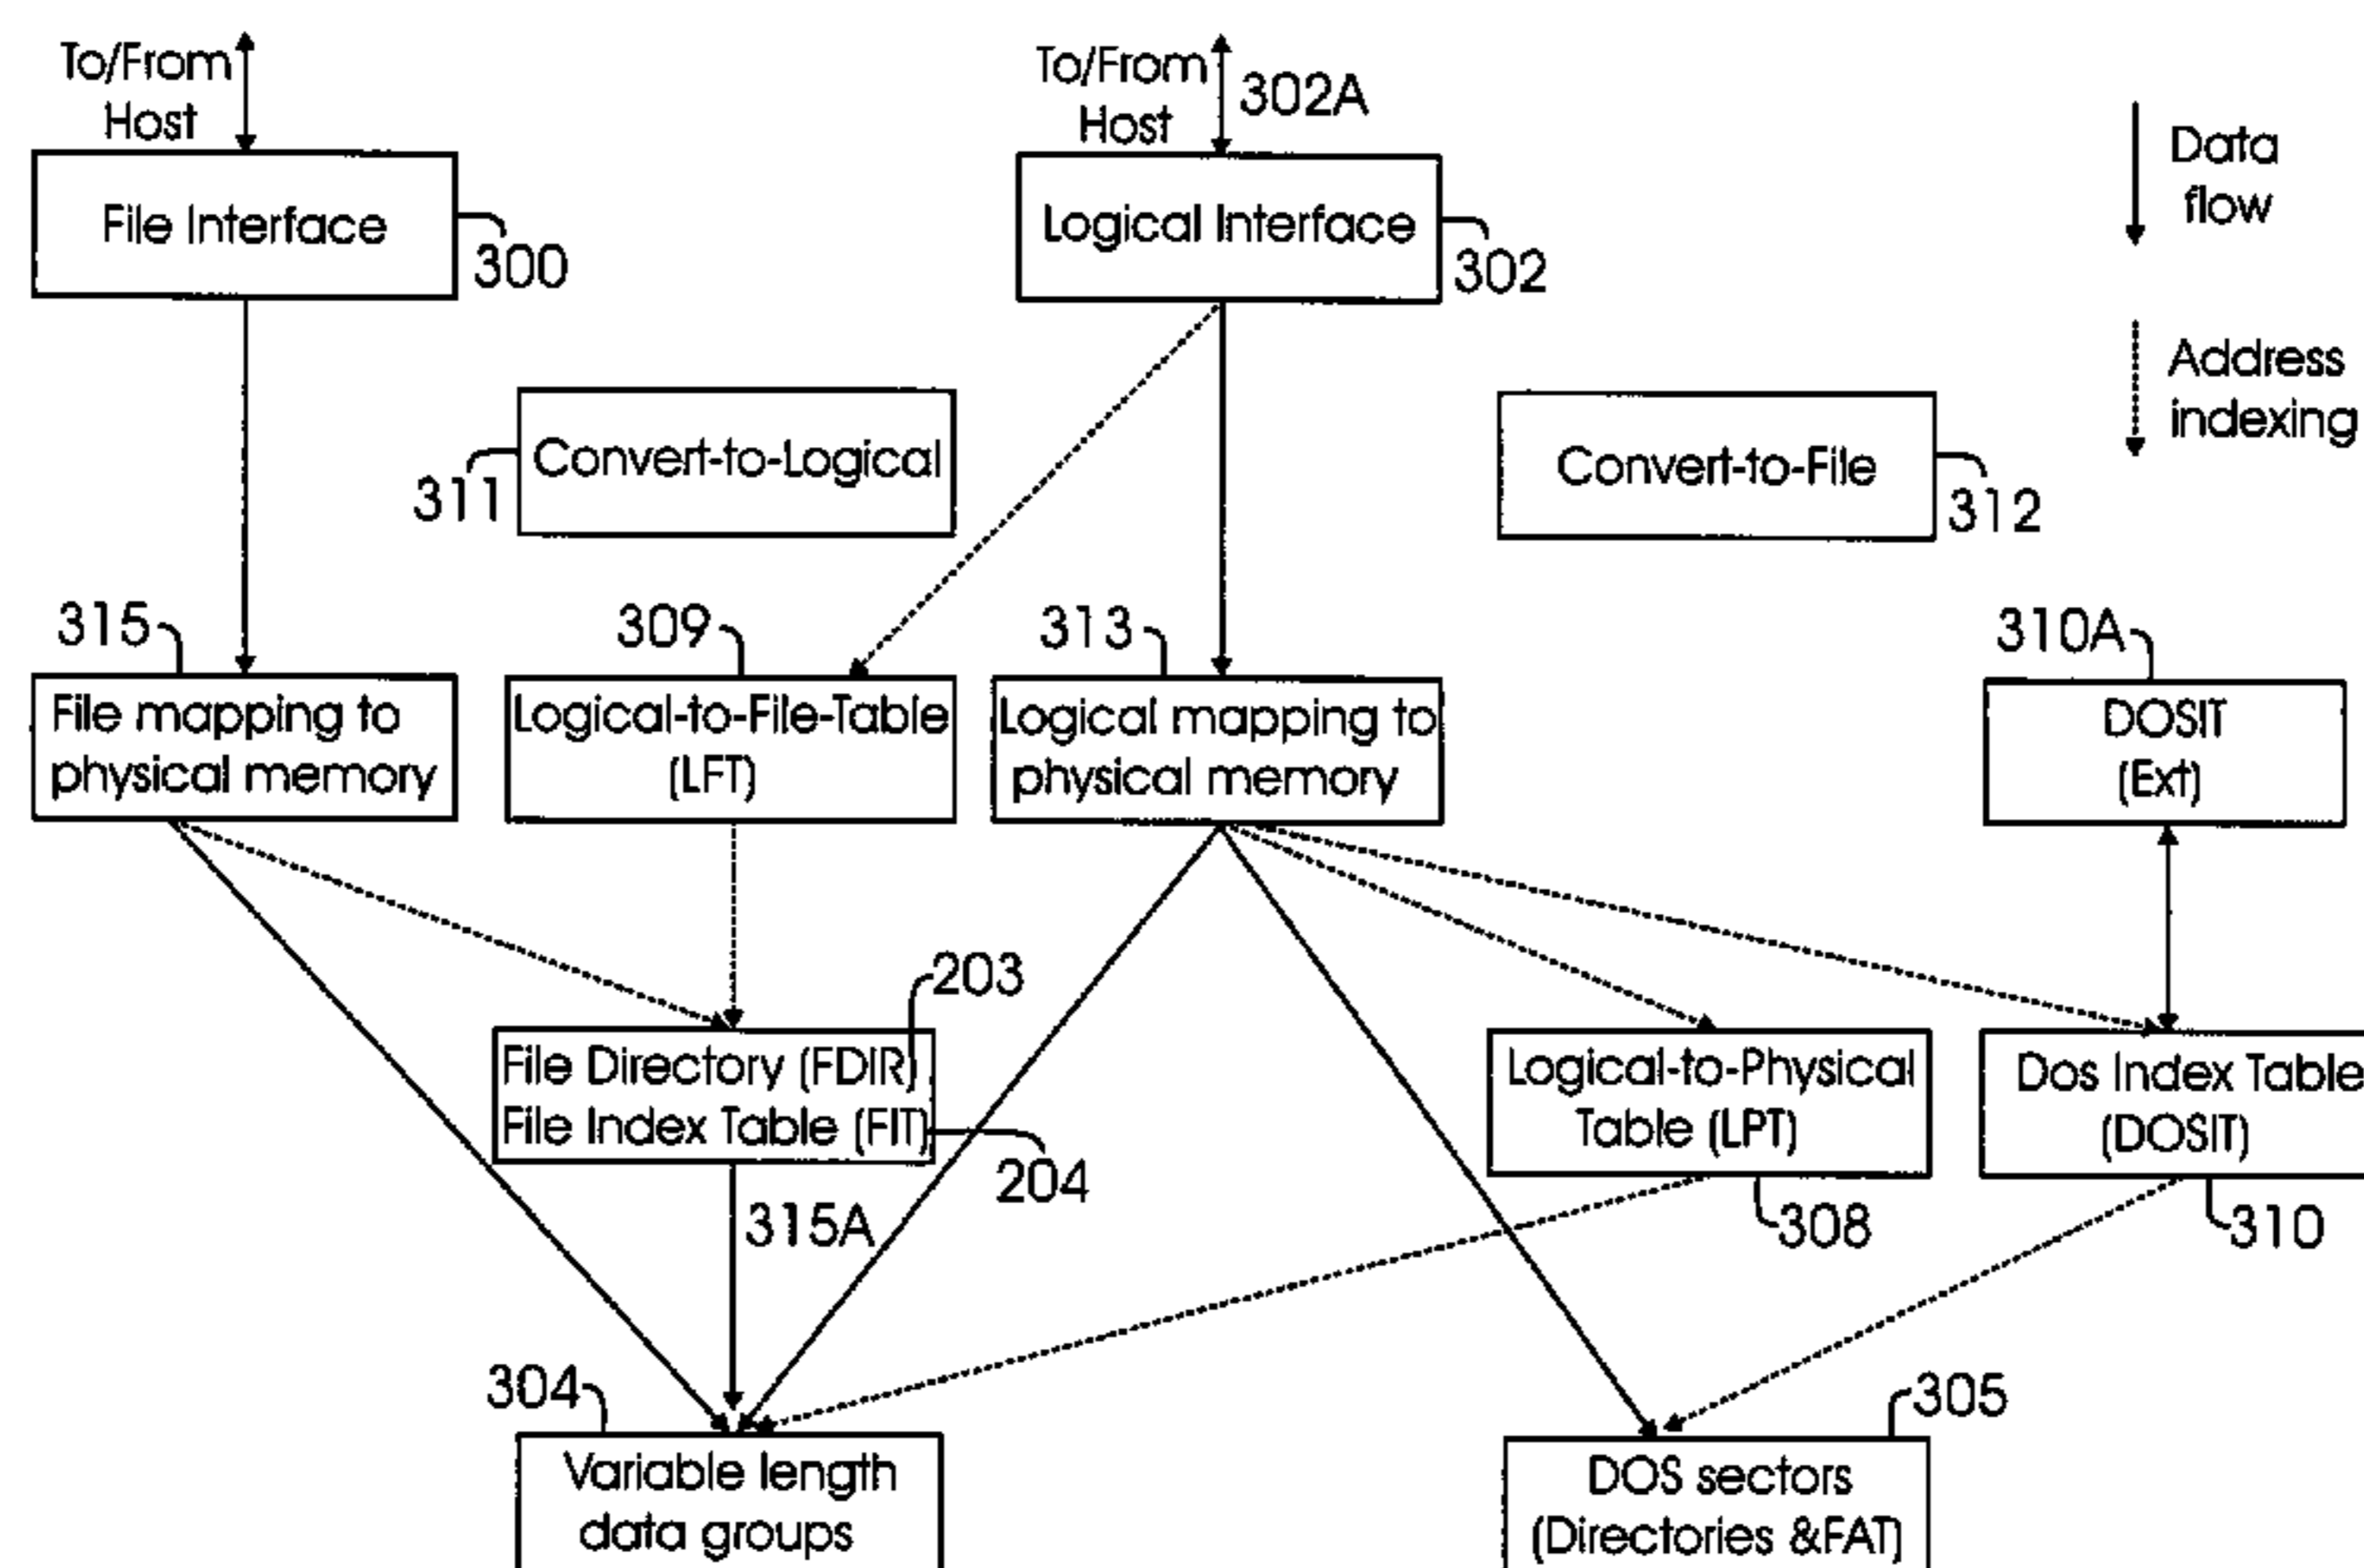 To/From
Host
To/From
Host
302A
Data
flow
File Interface
300
Logical Interface
302
Address
indexing
Convert-to-Logical
311
Convert-to-File
312
315
309
313
310A
File mapping to
physical memory
Logical-to-File-Table
(LFT)
Logical mapping to
physical memory
DOSIT
(Ext)
203
File Directory (FDIR)
File Index Table (FIT)
204
Logical-to-Physical
Table (LPT)
308
Dos Index Table
(DOSIT)
310
315A
304
305
Variable length
data groups
DOS sectors
(Directories &FAT)